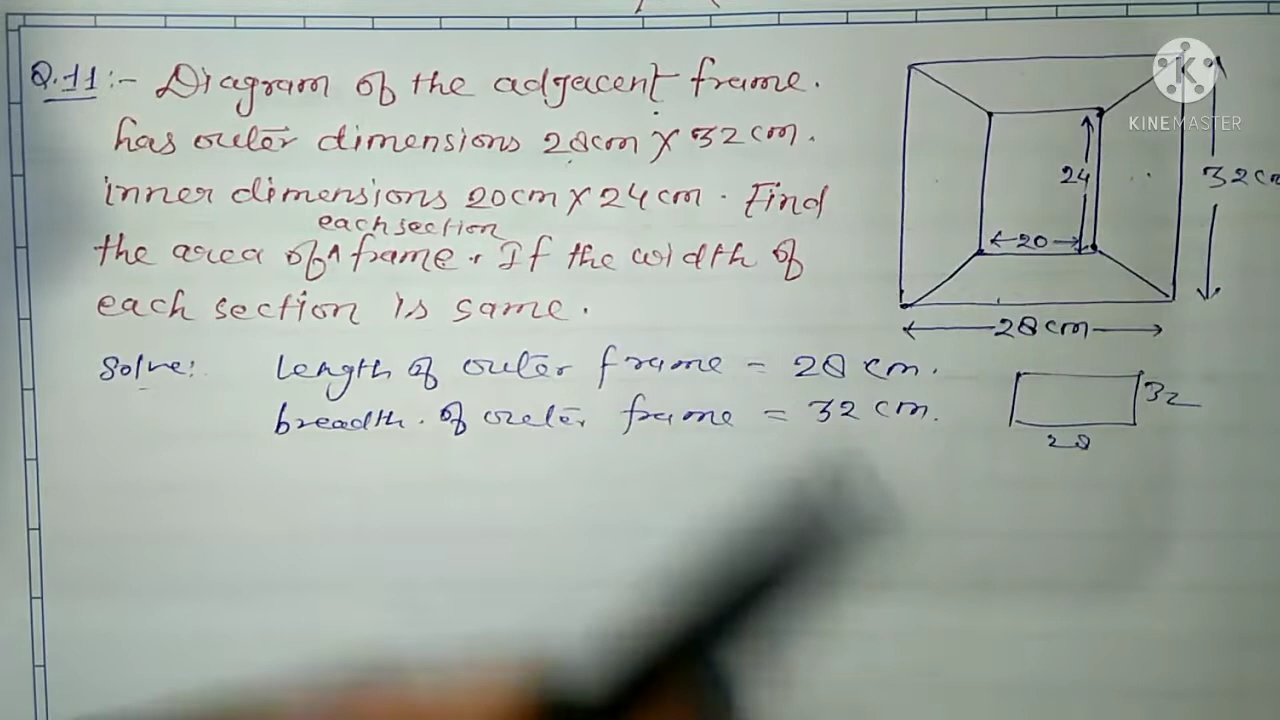 Q.11:- Diagram of the adjacent frame.
has outer dimensions 28cm X 32cm.
inner dimensions 20cm X 24cm. Find
each section
the area of ^ frame. If the width of
each section is same.
Solve: Length of outer frame = 28 cm.
breadth. of outer frame = 32 cm.
KINEMASTER
24
32cm
20
28cm
32
28